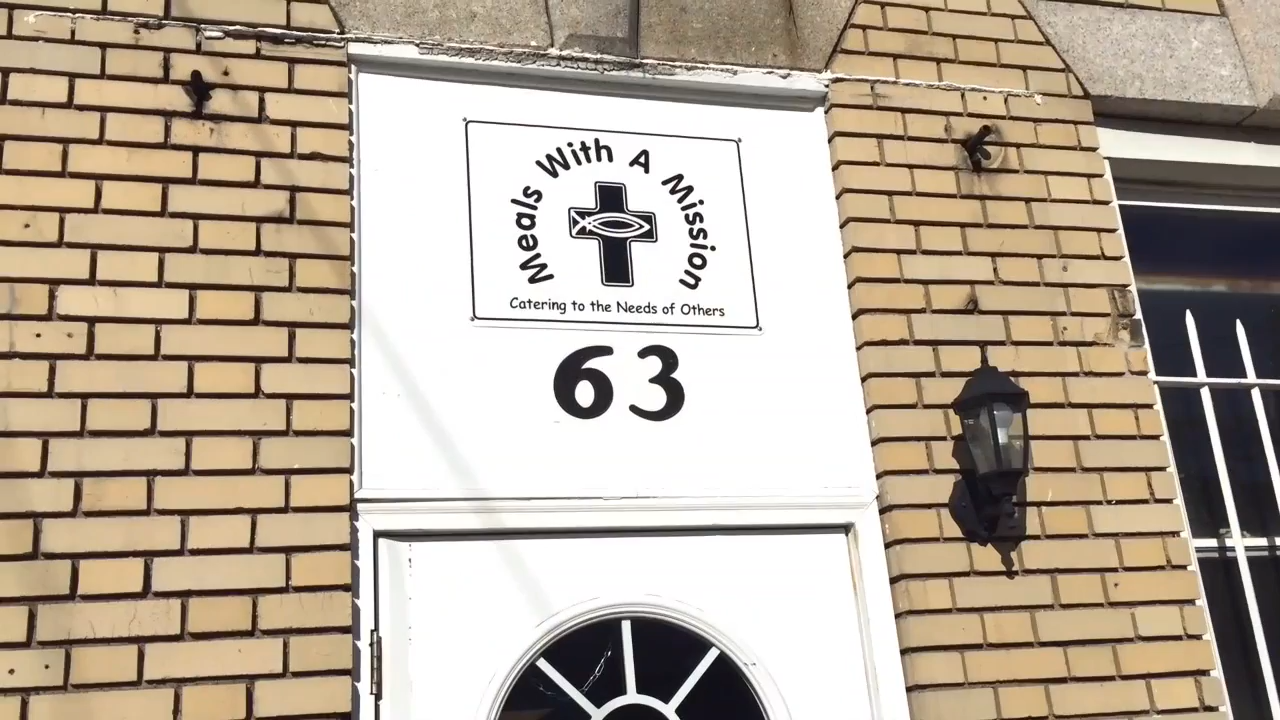 Meals With A Mission
Catering to the Needs of Others
63